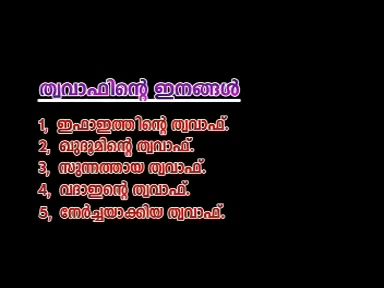 ത്വവാഫിന്റെ ഇനങ്ങൾ
1, ഇഫാളത്തിന്റെ ത്വവാഫ്.
2, ഖുദൂമിന്റെ ത്വവാഫ്.
3, സുന്നത്തായ ത്വവാഫ്.
4, വദാഇന്റെ ത്വവാഫ്.
5, നേർച്ചയാക്കിയ ത്വവാഫ്.